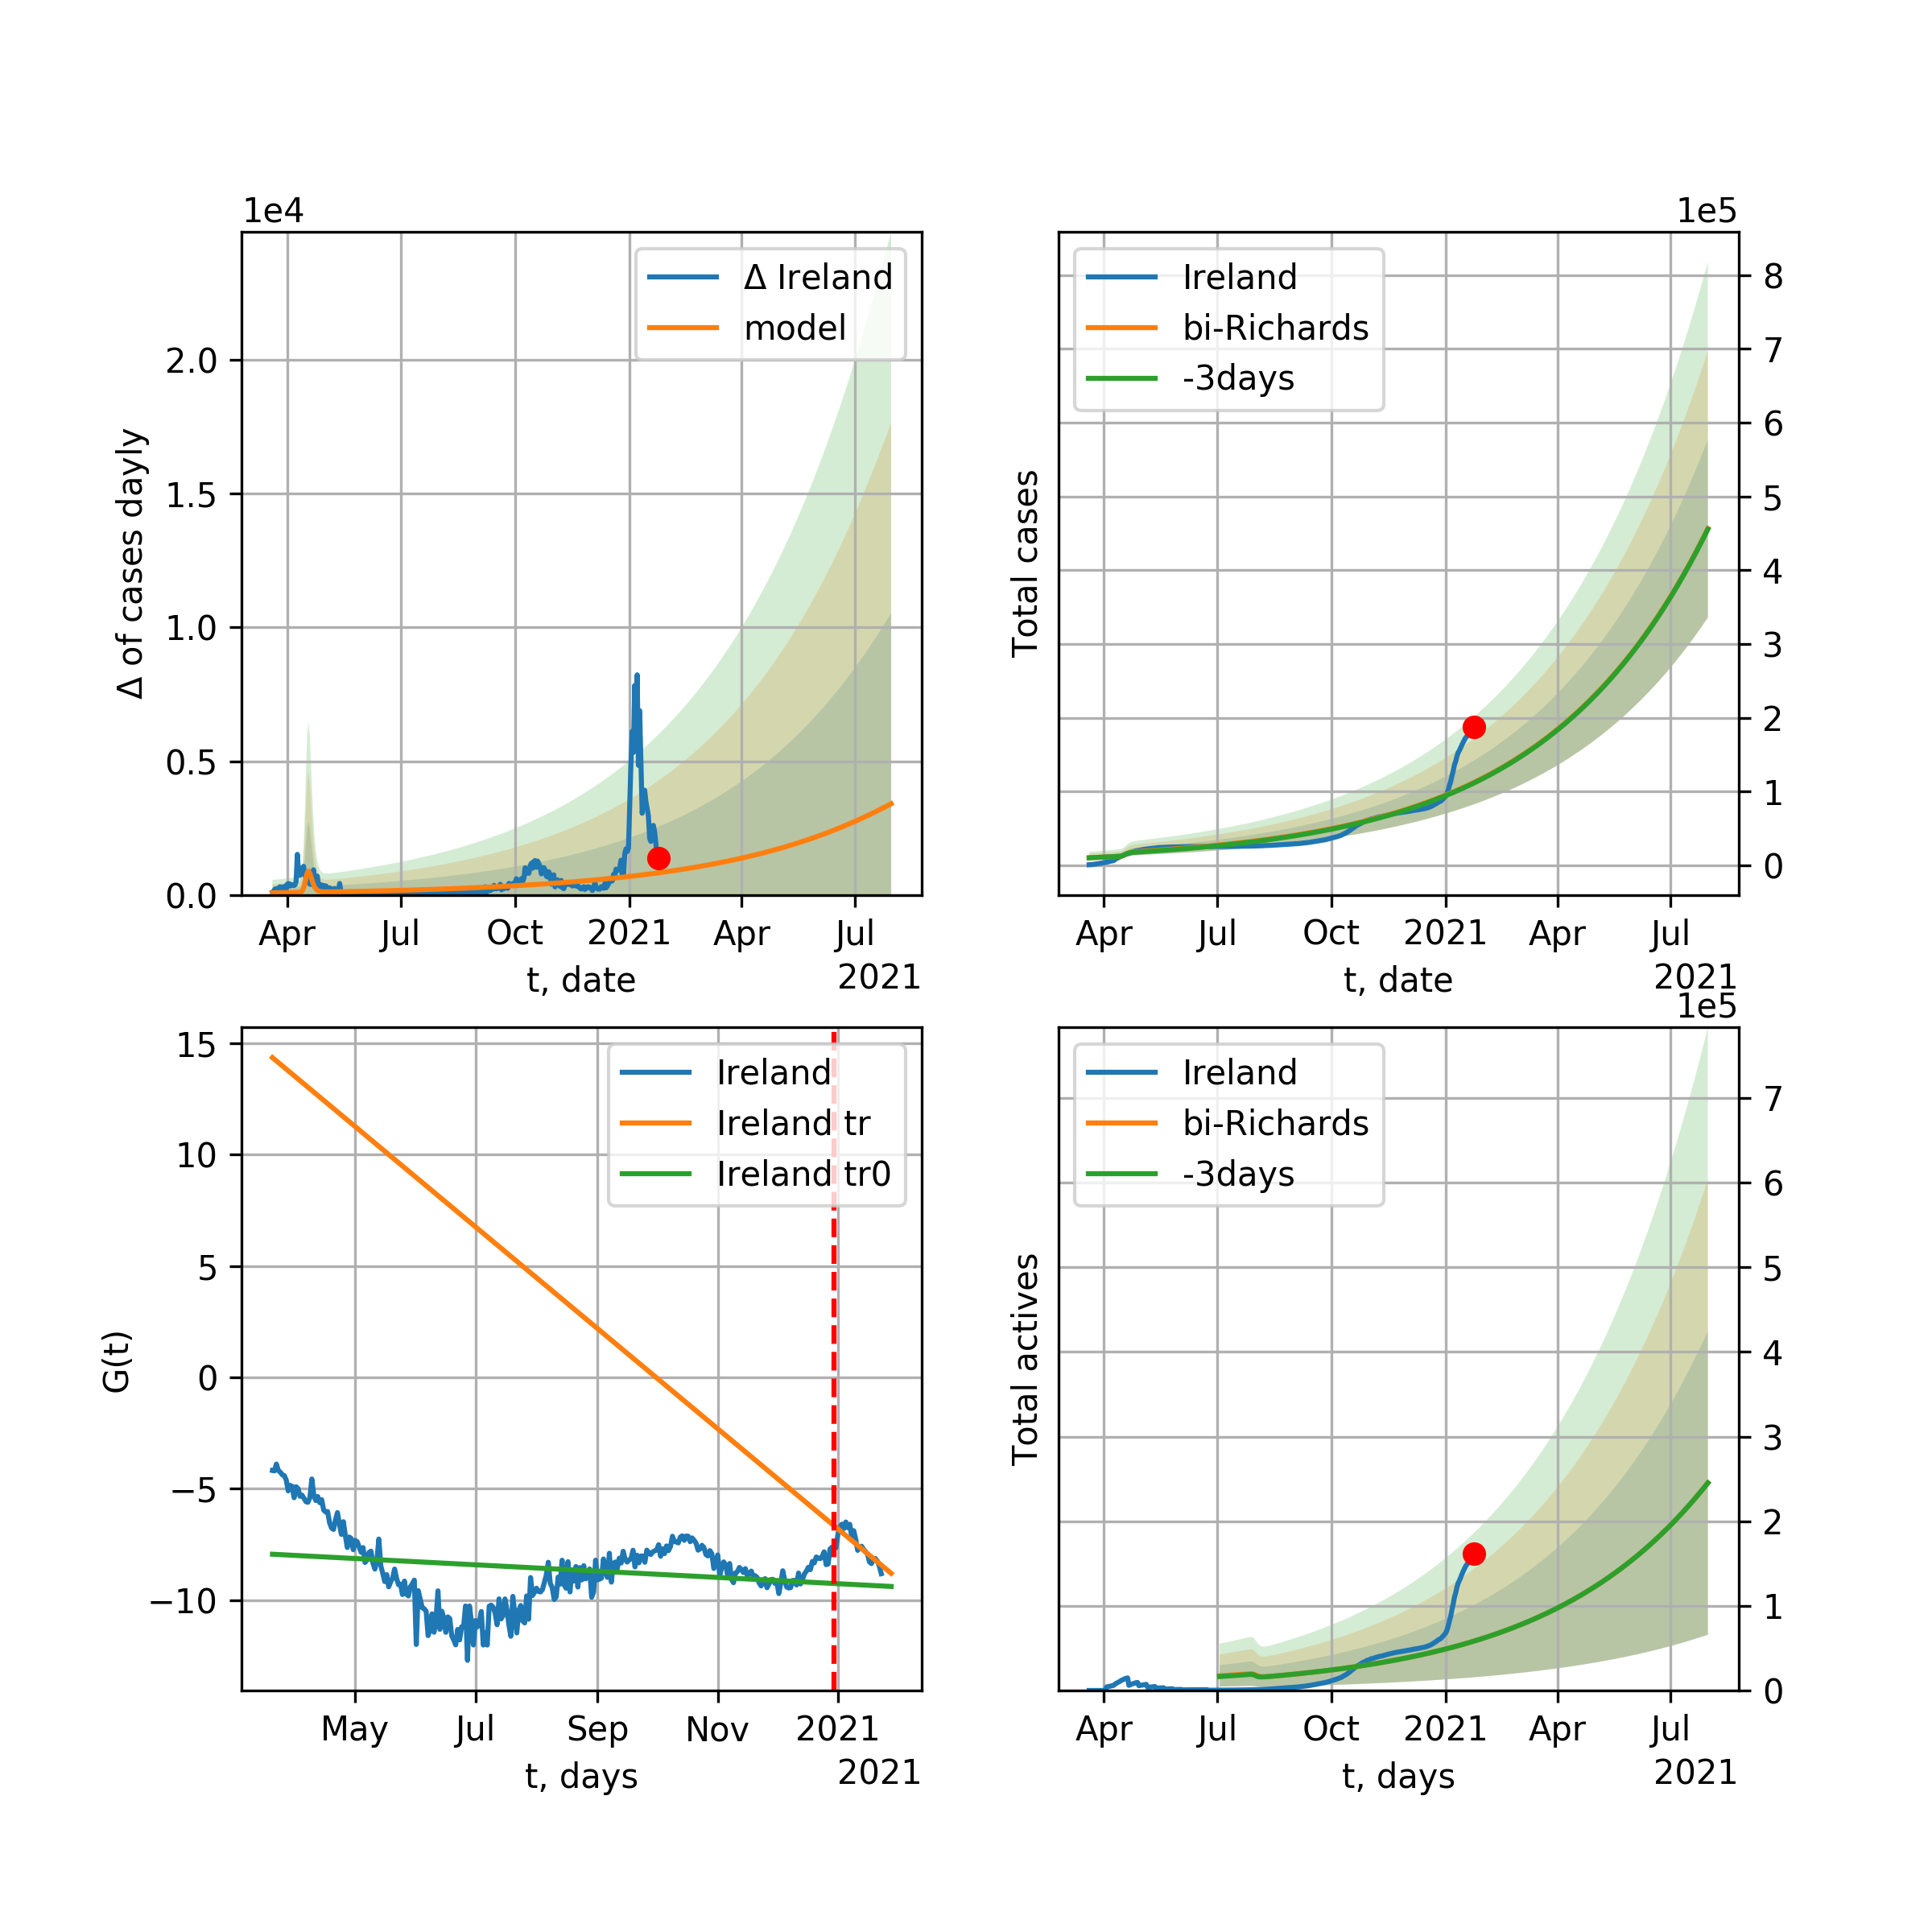 1e4
Δ Ireland
model
2.0
1.5
1.0
0.5
0.0
Δ of cases dayly
Apr Jul Oct 2021 Apr Jul
t, date
2021
1e5
Ireland
bi-Richards
-3days
8
7
6
5
4
3
2
1
0
Total cases
Apr Jul Oct 2021 Apr Jul
t, date
2021
15
10
5
0
−5
−10
G(t)
Ireland
Ireland tr
Ireland tr0
May Jul Sep Nov 2021
t, days
2021
1e5
Ireland
bi-Richards
-3days
7
6
5
4
3
2
1
0
Total actives
Apr Jul Oct 2021 Apr Jul
t, days
2021